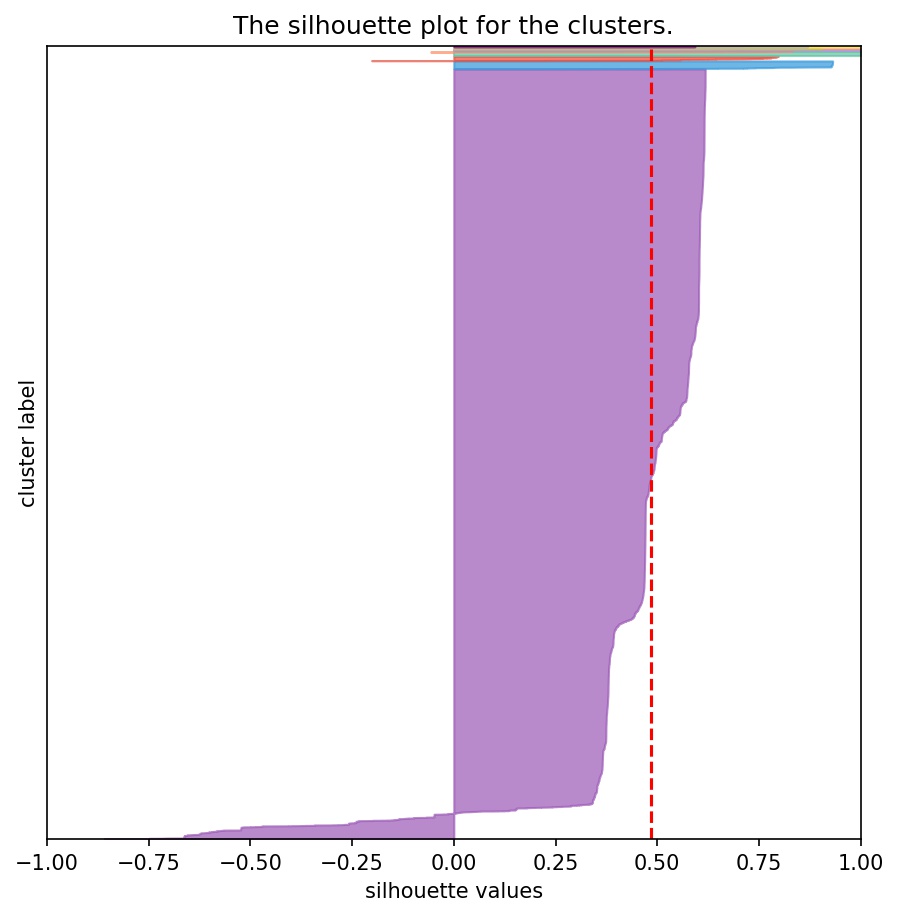 The silhouette plot for the clusters.
cluster label
−1.00 −0.75 −0.50 −0.25 0.00 0.25 0.50 0.75 1.00
silhouette values